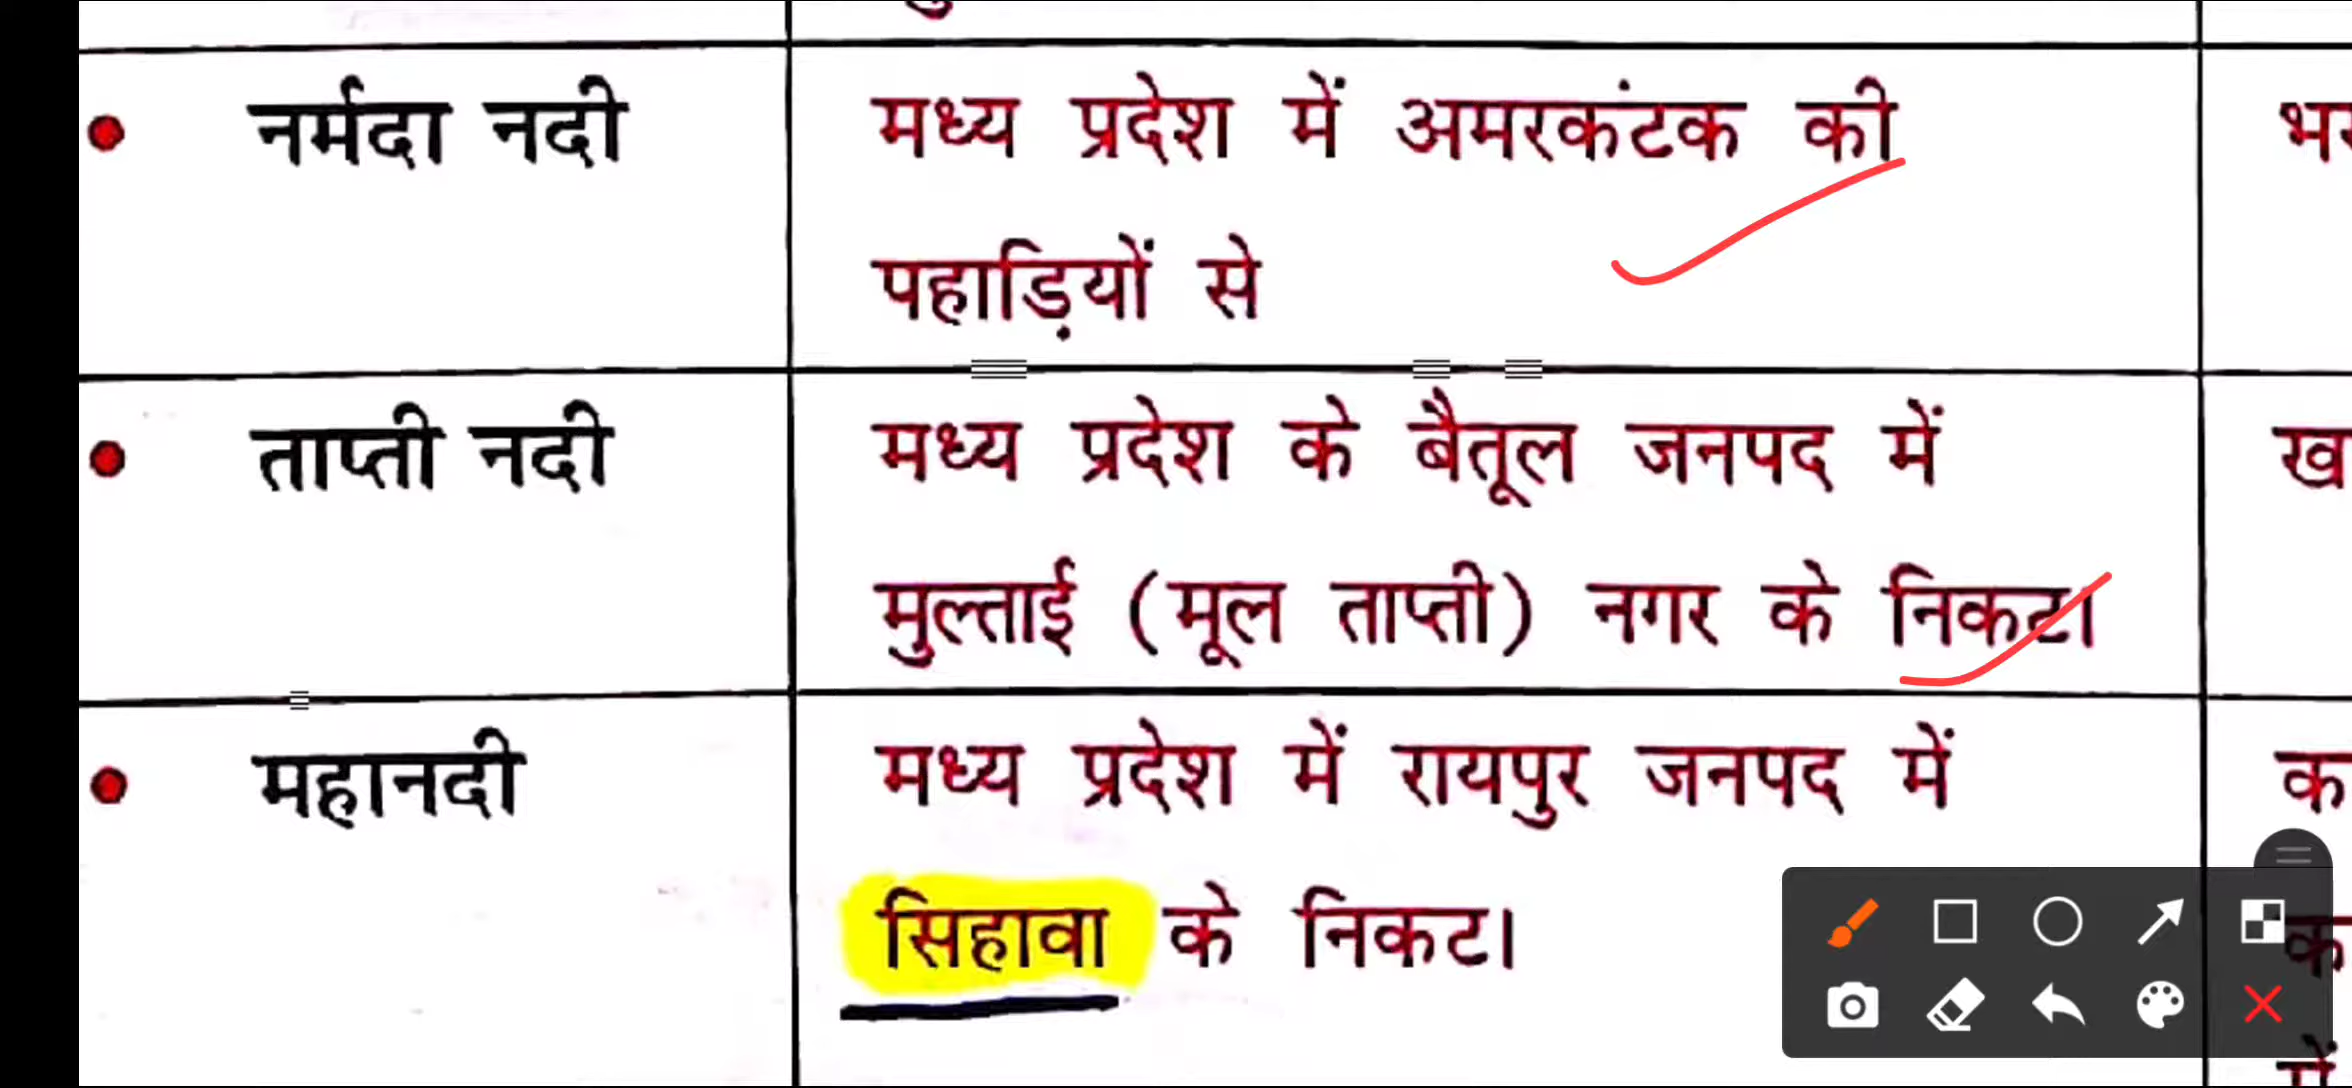 नर्मदा नदी
मध्य प्रदेश में अमरकंटक की
पहाड़ियों से
ताप्ती नदी
मध्य प्रदेश के बैतूल जनपद में
मुल्ताई (मूल ताप्ती) नगर के निकट।
महानदी
मध्य प्रदेश में रायपुर जनपद में
सिहावा के निकट।